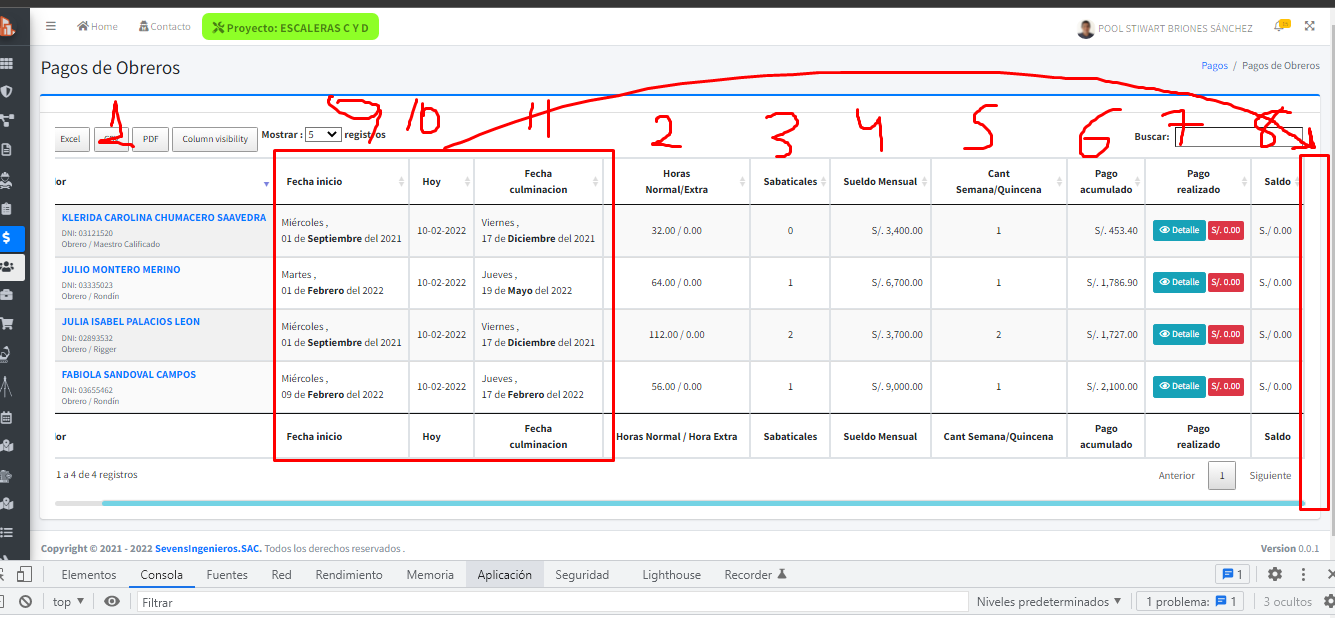 Home Contacto Proyecto: ESCALERAS C Y D POOL STIWART BRIONES SÁNCHEZ
Pagos de Obreros Pagos / Pagos de Obreros
1 9 10 11 2 3 4 5 6 7 8
Excel PDF Column visibility Mostrar : 5 registros Buscar:
or Fecha inicio Hoy Fecha culminacion Horas Normal/Extra Sabaticales Sueldo Mensual Cant Semana/Quincena Pago acumulado Pago realizado Saldo
KLERIDA CAROLINA CHUMACERO SAAVEDRA
DNI: 03121520
Obrero / Maestro Calificado
Miércoles ,
01 de Septiembre del 2021
10-02-2022
Viernes ,
17 de Diciembre del 2021
32.00 / 0.00 0 S/. 3,400.00 1 S/. 453.40 Detalle S/. 0.00 S./ 0.00
JULIO MONTERO MERINO
DNI: 03335023
Obrero / Rondín
Martes ,
01 de Febrero del 2022
10-02-2022
Jueves ,
19 de Mayo del 2022
64.00 / 0.00 1 S/. 6,700.00 1 S/. 1,786.90 Detalle S/. 0.00 S./ 0.00
JULIA ISABEL PALACIOS LEON
DNI: 02893532
Obrero / Rigger
Miércoles ,
01 de Septiembre del 2021
10-02-2022
Viernes ,
17 de Diciembre del 2021
112.00 / 0.00 2 S/. 3,700.00 2 S/. 1,727.00 Detalle S/. 0.00 S./ 0.00
FABIOLA SANDOVAL CAMPOS
DNI: 03655462
Obrero / Rondín
Miércoles ,
09 de Febrero del 2022
10-02-2022
Jueves ,
17 de Febrero del 2022
56.00 / 0.00 1 S/. 9,000.00 1 S/. 2,100.00 Detalle S/. 0.00 S./ 0.00
or Fecha inicio Hoy Fecha culminacion Horas Normal / Hora Extra Sabaticales Sueldo Mensual Cant Semana/Quincena Pago acumulado Pago realizado Saldo
1 a 4 de 4 registros Anterior 1 Siguiente
Copyright © 2021 - 2022 SevensIngenieros.SAC. Todos los derechos reservados . Version 0.0.1
Elementos Consola Fuentes Red Rendimiento Memoria Aplicación Seguridad Lighthouse Recorder 1
top Filtrar Niveles predeterminados 1 problema: 1 3 ocultos